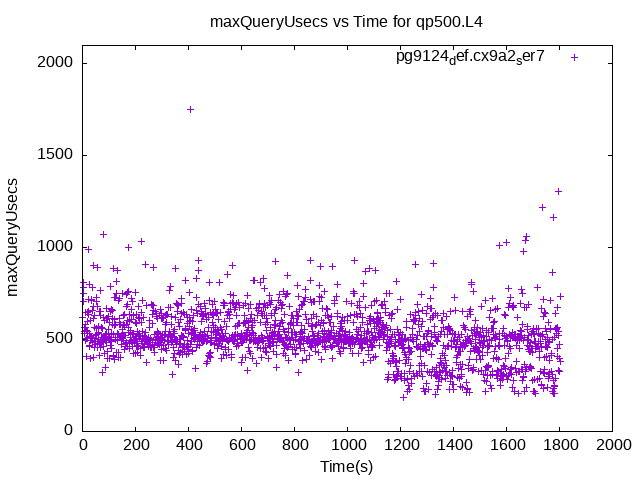 maxQueryUsecs vs Time for qp500.L4
pg9124def.cx9a2ser7
2000
1500
1000
500
0
maxQueryUsecs
0 200 400 600 800 1000 1200 1400 1600 1800 2000
Time(s)